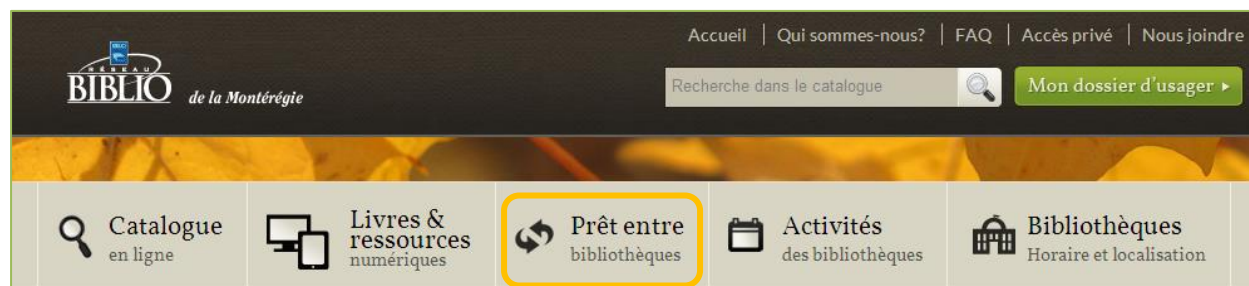 Accueil | Qui sommes-nous? | FAQ | Accès privé | Nous joindre
BIBLIO
RÉSEAU
BIBLIO de la Montérégie
Recherche dans le catalogue
Mon dossier d'usager
Catalogue
en ligne
Livres &
ressources
numériques
Prêt entre
bibliothèques
Activités
des bibliothèques
Bibliothèques
Horaire et localisation